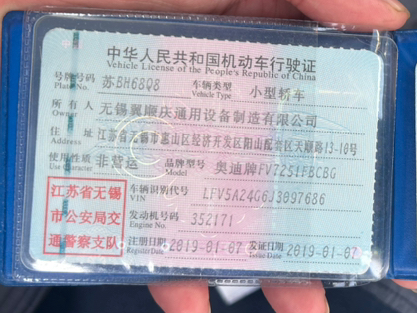 中华人民共和国机动车行驶证
Vehicle License of the People's Republic of China
号牌号码 苏BH68Q8 车辆类型 小型轿车
Plate No. Vehicle Type
所有人 无锡翼顺庆通用设备制造有限公司
Owner
住址 江苏省无锡市惠山区经济开发区阳山配套区天顺路13-10号
Address
使用性质 非营运 品牌型号 奥迪牌FV7251FBCBG
Use Character Model
江苏省无锡 车辆识别代号 LFV5A24G6J3097686
VIN
市公安局交 发动机号码 352171
Engine No.
通警察支队 注册日期 2019-01-07 发证日期 2019-01-07
Register Date Issue Date